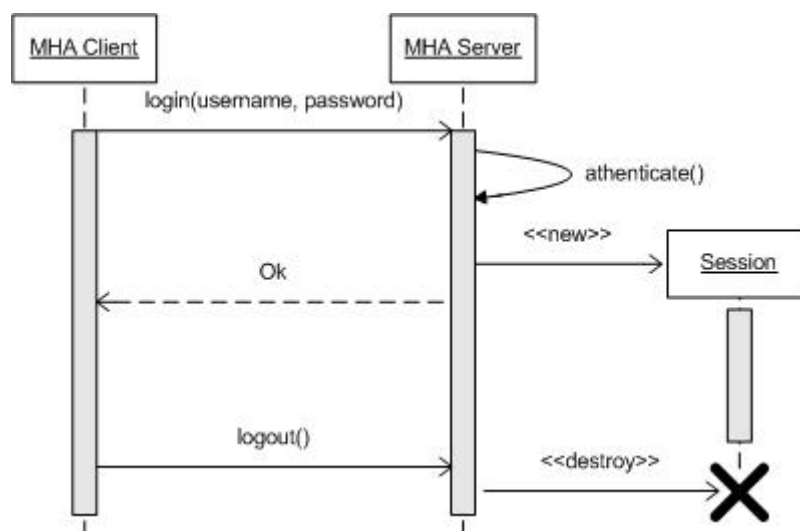 MHA Client
MHA Server
login(username, password)
athenticate()
<<new>>
Session
Ok
logout()
<<destroy>>